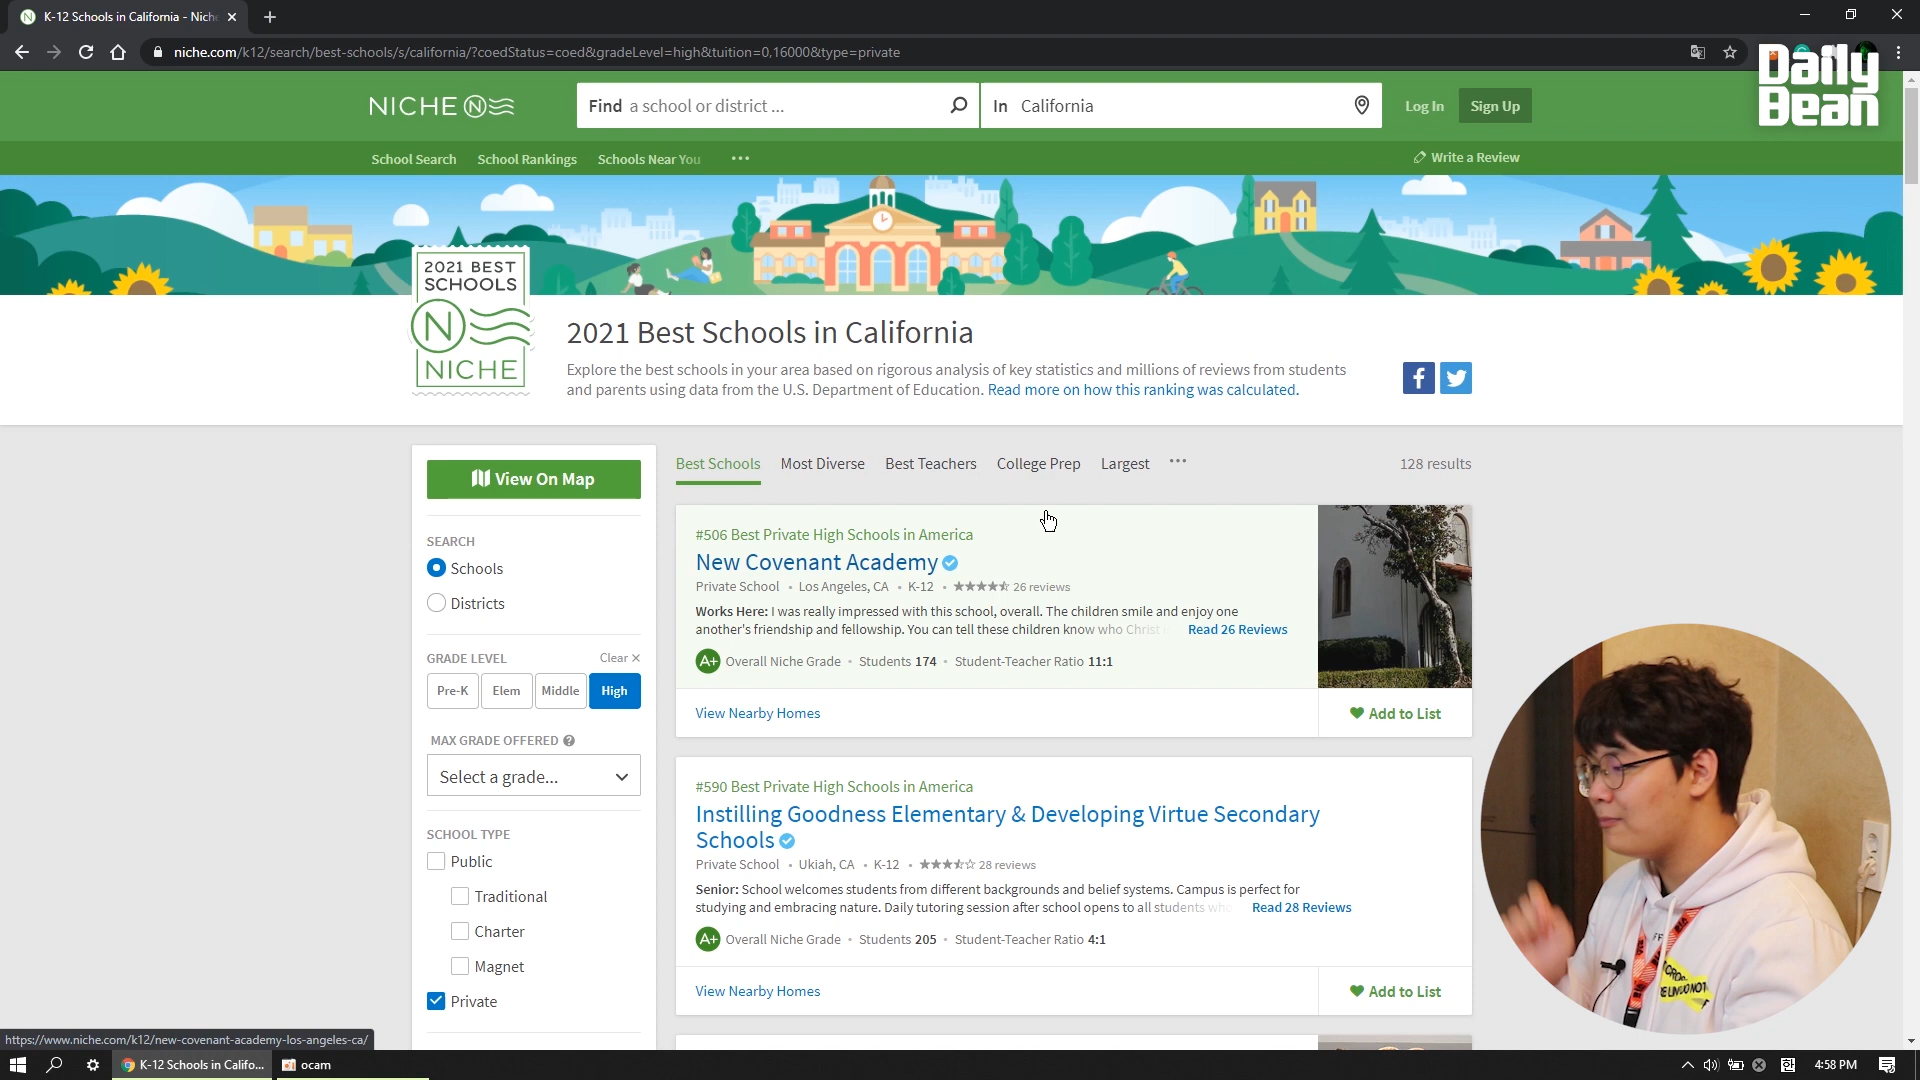 K-12 Schools in California - Niche
niche.com/k12/search/best-schools/s/california/?coedStatus=coed&gradeLevel=high&tuition=0,16000&type=private
Daily
Bean
NICHE
Find a school or district ...
In California
Log In
Sign Up
School Search
School Rankings
Schools Near You
Write a Review
2021 BEST
SCHOOLS
N
NICHE
2021 Best Schools in California
Explore the best schools in your area based on rigorous analysis of key statistics and millions of reviews from students
and parents using data from the U.S. Department of Education. Read more on how this ranking was calculated.
View On Map
Best Schools
Most Diverse
Best Teachers
College Prep
Largest
128 results
SEARCH
Schools
Districts
GRADE LEVEL
Clear
Pre-K
Elem
Middle
High
MAX GRADE OFFERED
Select a grade...
SCHOOL TYPE
Public
Traditional
Charter
Magnet
Private
#506 Best Private High Schools in America
New Covenant Academy
Private School • Los Angeles, CA • K-12 • 26 reviews
Works Here: I was really impressed with this school, overall. The children smile and enjoy one
another's friendship and fellowship. You can tell these children know who Christ Read 26 Reviews
A+ Overall Niche Grade • Students 174 • Student-Teacher Ratio 11:1
View Nearby Homes
Add to List
#590 Best Private High Schools in America
Instilling Goodness Elementary & Developing Virtue Secondary
Schools
Private School • Ukiah, CA • K-12 • 28 reviews
Senior: School welcomes students from different backgrounds and belief systems. Campus is perfect for
studying and embracing nature. Daily tutoring session after school opens to all students Read 28 Reviews
A+ Overall Niche Grade • Students 205 • Student-Teacher Ratio 4:1
View Nearby Homes
Add to List
https://www.niche.com/k12/new-covenant-academy-los-angeles-ca/
K-12 Schools in Califo...
ocam
4:58 PM